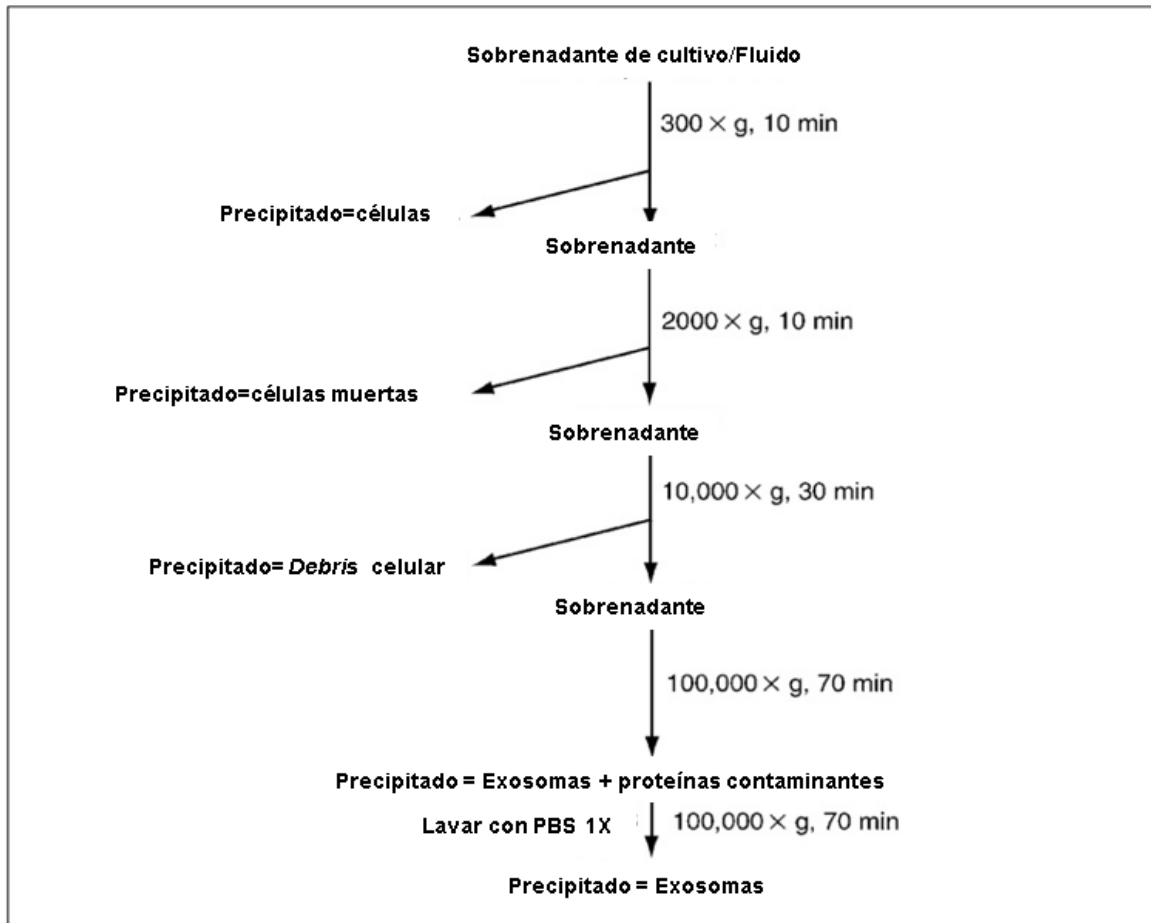 Sobrenadante de cultivo/Fluido
300 × g, 10 min
Precipitado=células
Sobrenadante
2000 × g, 10 min
Precipitado=células muertas
Sobrenadante
10,000 × g, 30 min
Precipitado= Debris celular
Sobrenadante
100,000 × g, 70 min
Precipitado = Exosomas + proteínas contaminantes
Lavar con PBS 1X 100,000 × g, 70 min
Precipitado = Exosomas